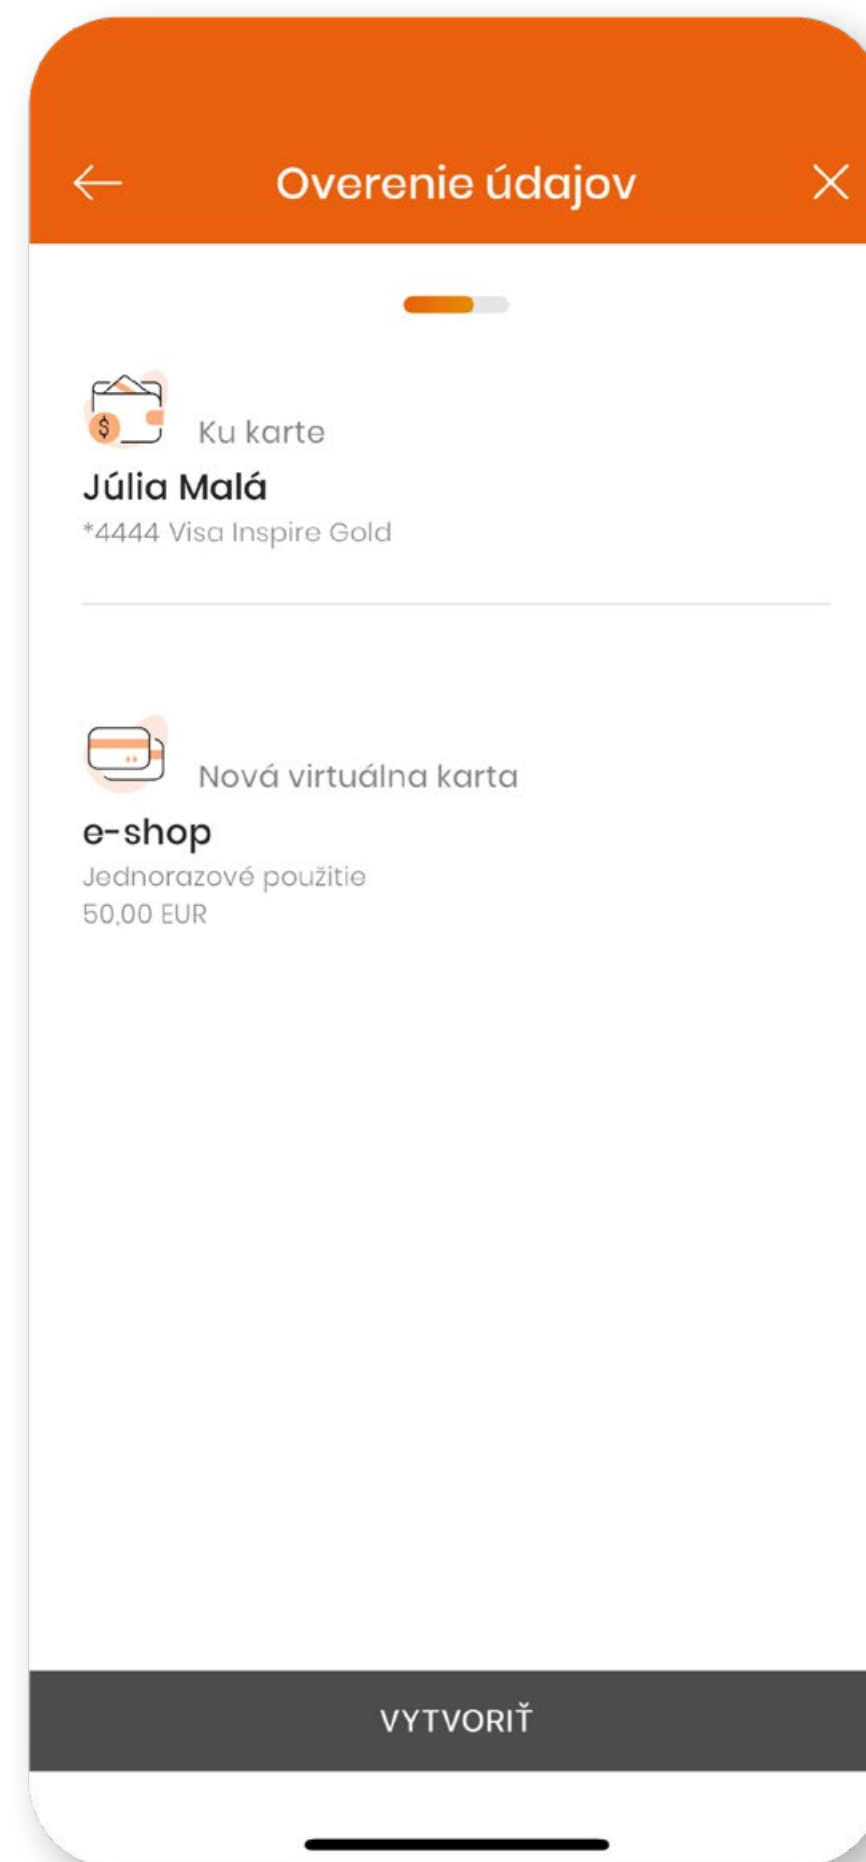 Overenie údajov
$
Ku karte
Júlia Malá
*4444 Visa Inspire Gold
Nová virtuálna karta
e-shop
Jednorazové použitie
50,00 EUR
VYTVORIŤ